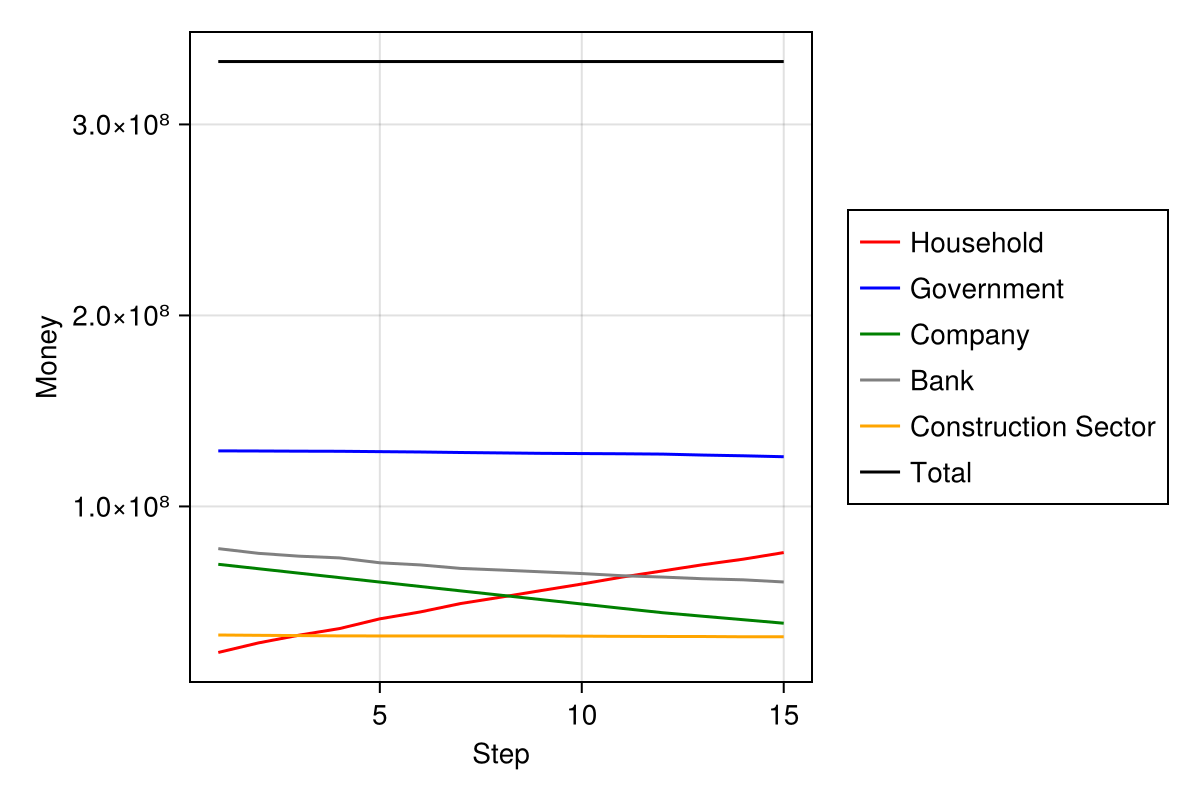 Money
3.0×10⁸
2.0×10⁸
1.0×10⁸
5
10
15
Step
Household
Government
Company
Bank
Construction Sector
Total